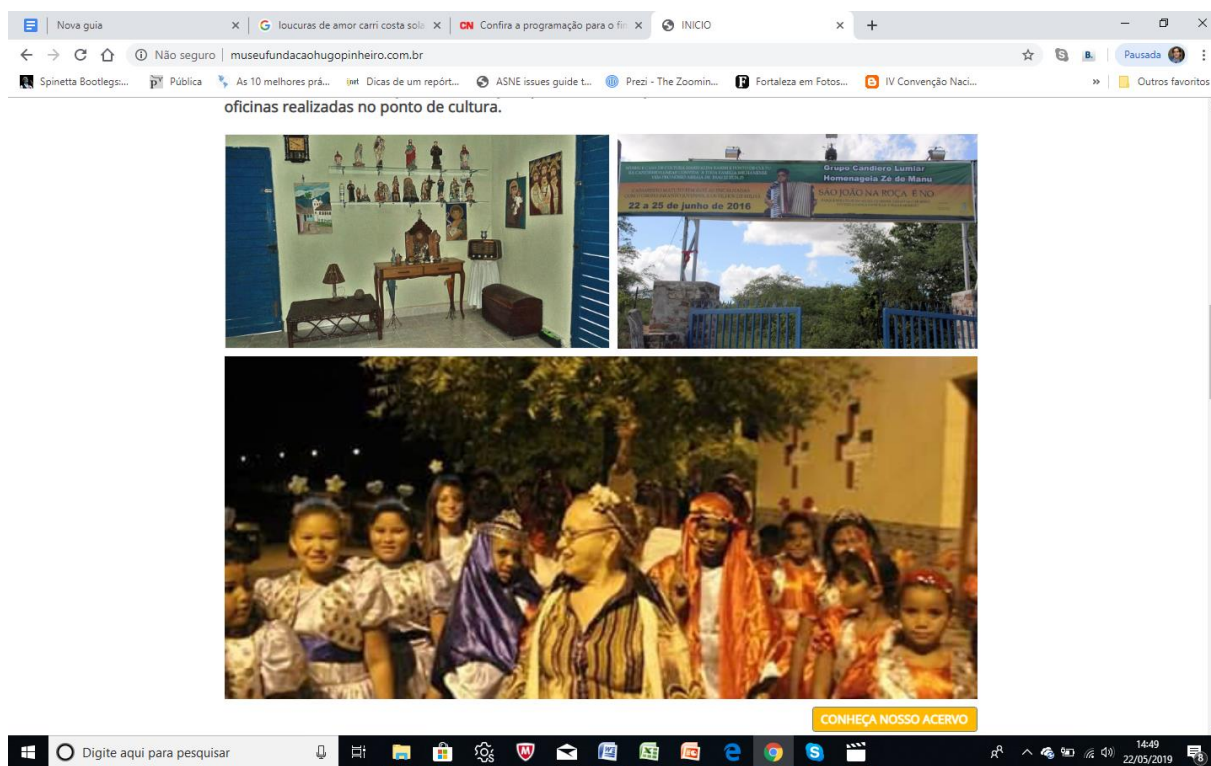 Nova guia
loucuras de amor carri costa sola
Confira a programação para o fin
INICIO
Não seguro
museufundacaohugopinheiro.com.br
Pausada
Spinetta Bootlegs:...
Pública
As 10 melhores prá...
Dicas de um repórt...
ASNE issues guide t...
Prezi - The Zoomin...
Fortaleza em Fotos...
IV Convenção Naci...
Outros favoritos
oficinas realizadas no ponto de cultura.
Grupo Candiero Lumiar
Homenageia Zé do Manu
SÃO JOÃO NA ROÇA É NO
22 a 25 de junho de 2016
CONHEÇA NOSSO ACERVO
Digite aqui para pesquisar
14:49
22/05/2019